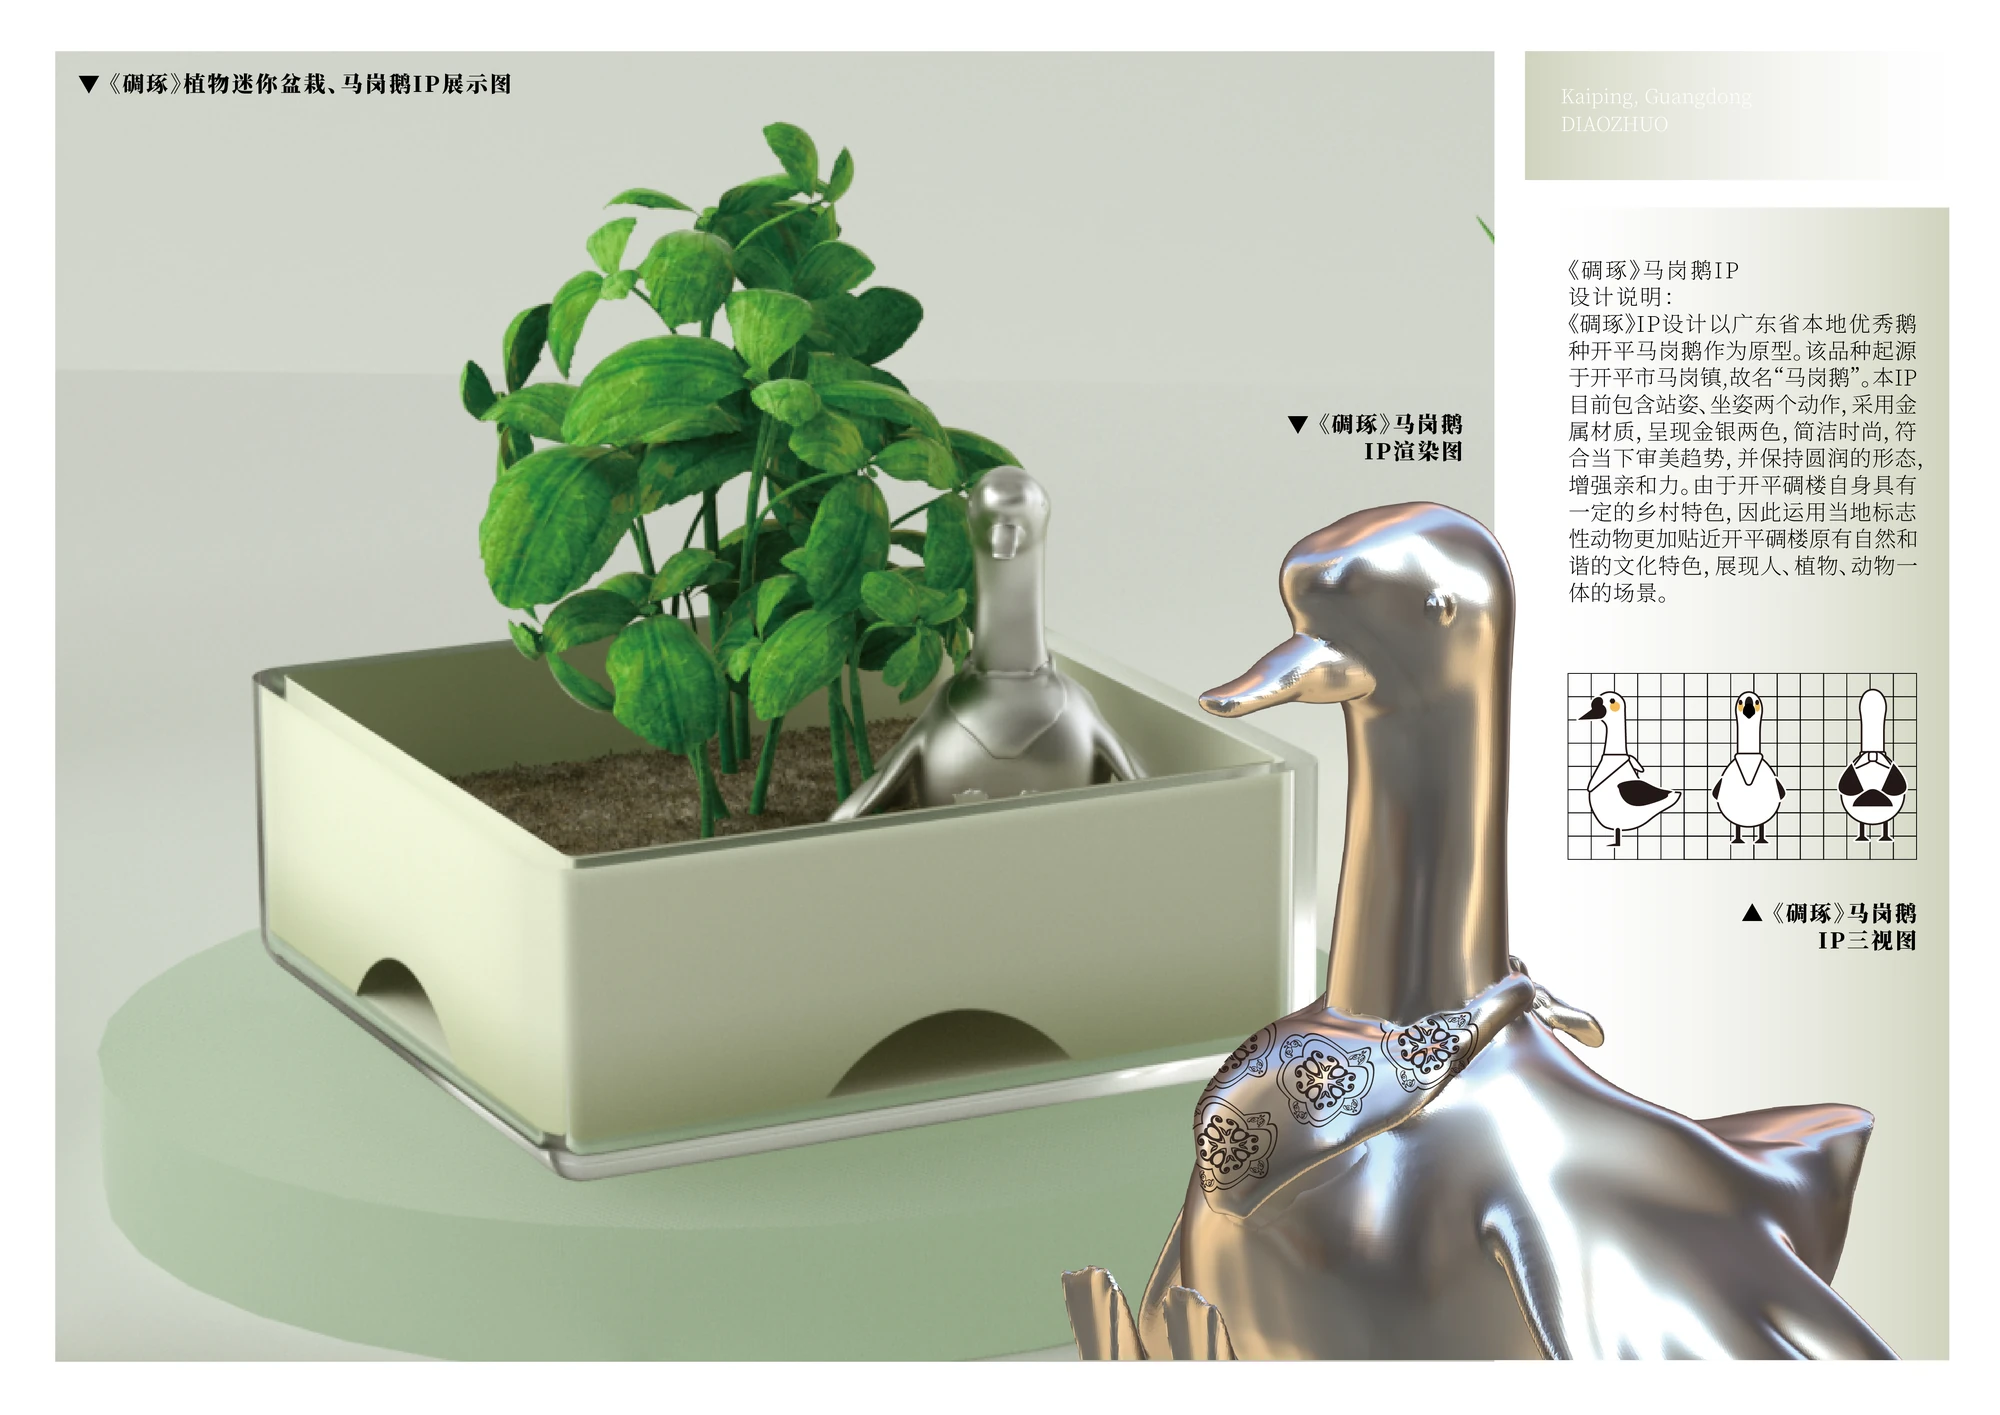 ▼《碉琢》植物迷你盆栽、马岗鹅IP展示图
Kaiping, Guangdong
DIAOZHUO
《碉琢》马岗鹅IP
设计说明：
《碉琢》IP设计以广东省本地优秀鹅
种开平马岗鹅作为原型。该品种起源
于开平市马岗镇,故名“马岗鹅”。本IP
目前包含站姿、坐姿两个动作，采用金
属材质，呈现金银两色，简洁时尚，符
合当下审美趋势，并保持圆润的形态，
增强亲和力。由于开平碉楼自身具有
一定的乡村特色，因此运用当地标志
性动物更加贴近开平碉楼原有自然和
谐的文化特色，展现人、植物、动物一
体的场景。
▼《碉琢》马岗鹅
IP渲染图
▲《碉琢》马岗鹅
IP三视图